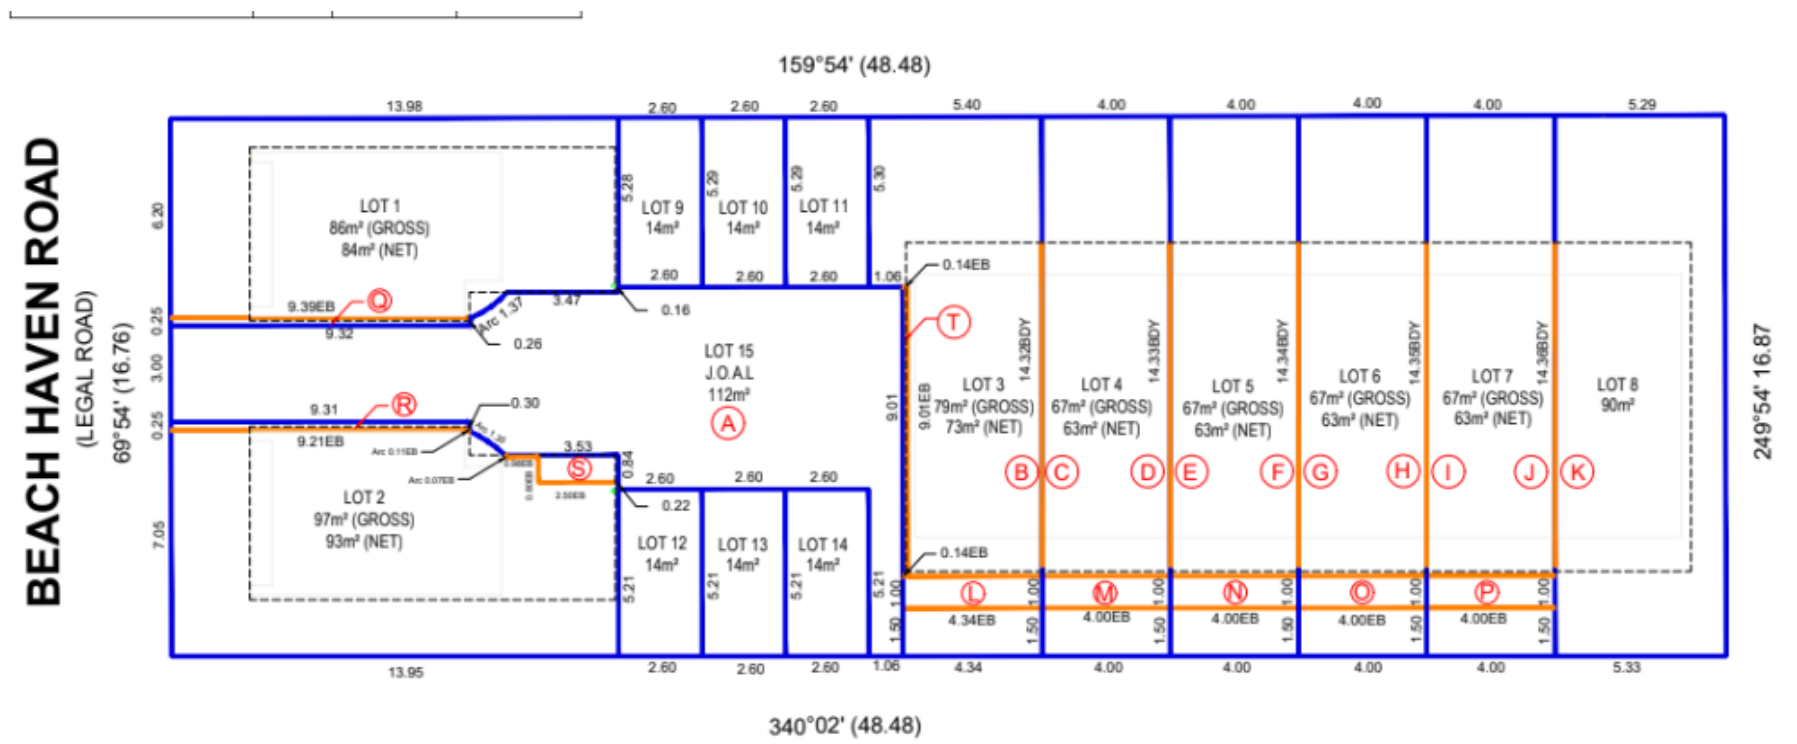 159°54' (48.48)
13.98
2.60
2.60
2.60
5.40
4.00
4.00
4.00
4.00
5.29
BEACH HAVEN ROAD
(LEGAL ROAD)
69°54' (16.76)
6.20
0.25
3.00
0.25
7.05
LOT 1
86m² (GROSS)
84m² (NET)
9.39EB
Q
9.32
Arc 1.37
3.47
0.26
0.16
5.28
LOT 9
14m²
5.29
LOT 10
14m²
5.29
LOT 11
14m²
5.30
2.60
2.60
2.60
1.06
0.14EB
T
LOT 15
J.O.A.L
112m²
A
9.01
9.01EB
9.31
R
0.30
9.21EB
Arc 0.11EB
3.53
0.84
S
Arc 0.07EB
0.80EB
2.50EB
0.22
LOT 2
97m² (GROSS)
93m² (NET)
2.60
2.60
2.60
5.21
LOT 12
14m²
5.21
LOT 13
14m²
5.21
LOT 14
14m²
5.21
LOT 3
79m² (GROSS)
73m² (NET)
14.32BDY
LOT 4
67m² (GROSS)
63m² (NET)
14.33BDY
LOT 5
67m² (GROSS)
63m² (NET)
14.34BDY
LOT 6
67m² (GROSS)
63m² (NET)
14.35BDY
LOT 7
67m² (GROSS)
63m² (NET)
14.36BDY
LOT 8
90m²
B
C
D
E
F
G
H
I
J
K
0.14EB
1.00
L
1.00
M
1.00
N
1.00
O
1.00
P
1.00
1.50
4.34EB
1.50
4.00EB
1.50
4.00EB
1.50
4.00EB
1.50
4.00EB
1.50
249°54' 16.87
13.95
2.60
2.60
2.60
1.06
4.34
4.00
4.00
4.00
4.00
5.33
340°02' (48.48)